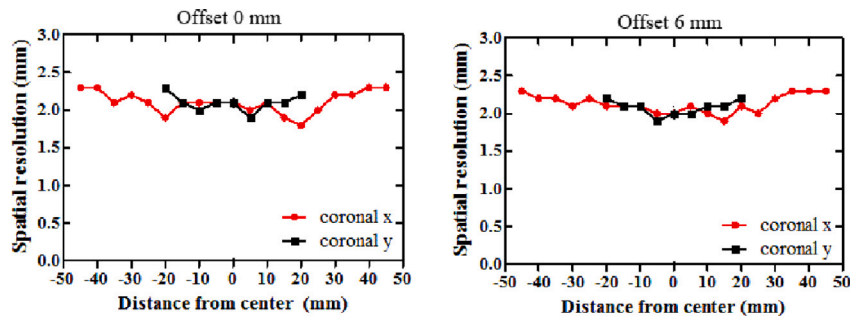 Offset 0 mm
Spatial resolution (mm)
3.0
2.5
2.0
1.5
1.0
0.5
0.0
coronal x
coronal y
-50 -40 -30 -20 -10 0 10 20 30 40 50
Distance from center (mm)
Offset 6 mm
Spatial resolution (mm)
3.0
2.5
2.0
1.5
1.0
0.5
0.0
coronal x
coronal y
-50 -40 -30 -20 -10 0 10 20 30 40 50
Distance from center (mm)